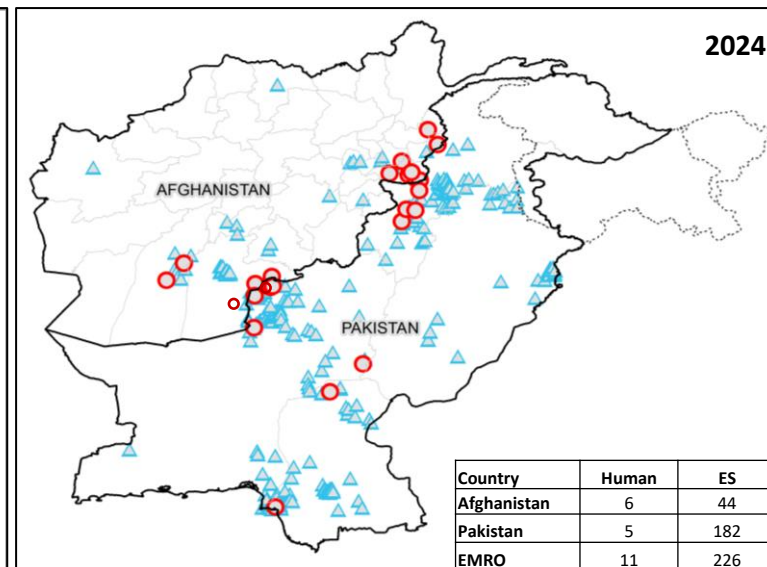 2024
AFGHANISTAN
PAKISTAN
Country Human ES
Afghanistan 6 44
Pakistan 5 182
EMRO 11 226